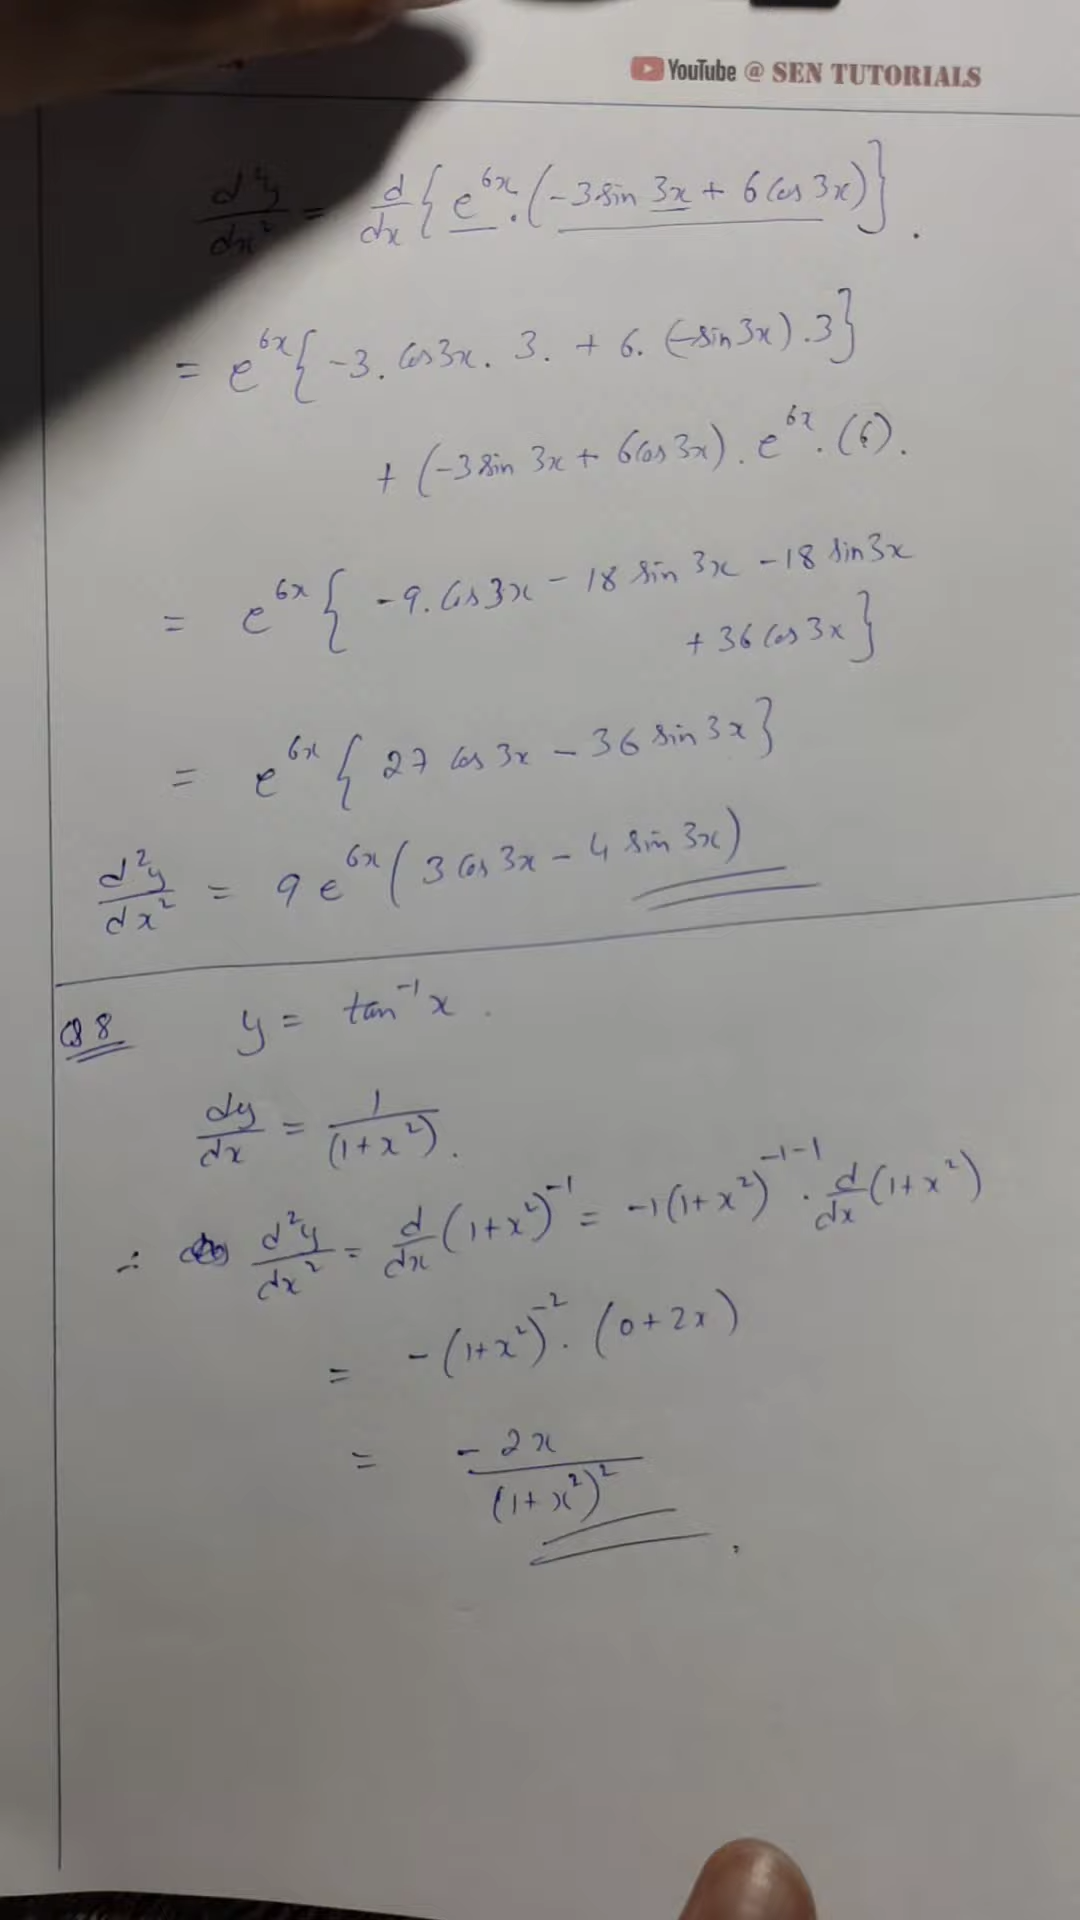 YouTube @ SEN TUTORIALS
d²y/dx² = d/dx { e^6x . (-3 sin 3x + 6 cos 3x) } .
= e^6x { -3. cos3x. 3. + 6. (-sin 3x) .3 }
+ (-3 sin 3x + 6 cos 3x) . e^6x . (6).
= e^6x { -9. cos 3x - 18 sin 3x - 18 sin 3x
+ 36 cos 3x }
= e^6x { 27 cos 3x - 36 sin 3x }
d²y/dx² = 9 e^6x ( 3 cos 3x - 4 sin 3x )
Q8 y = tan⁻¹ x .
dy/dx = 1/(1+x²) .
∴ d²y/dx² = d/dx (1+x²)^-1 = -1(1+x²)^-1-1 . d/dx (1+x²)
= -(1+x²)^-2 . (0+2x)
= -2x/(1+x²)² .